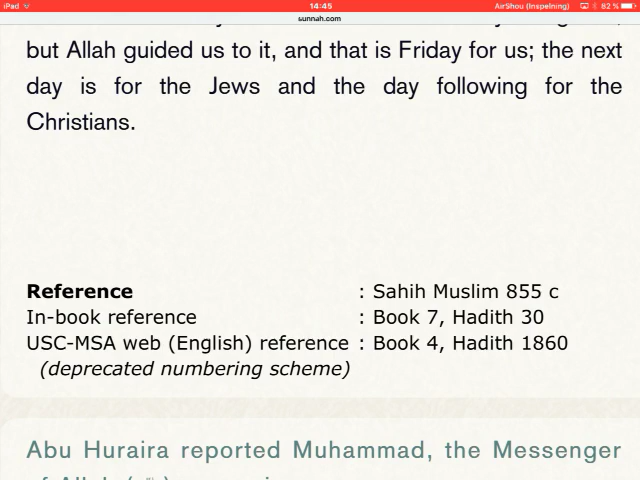 iPad 14:45 AirShou (Inspelning) 82 %
sunnah.com
but Allah guided us to it, and that is Friday for us; the next
day is for the Jews and the day following for the
Christians.
Reference : Sahih Muslim 855 c
In-book reference : Book 7, Hadith 30
USC-MSA web (English) reference : Book 4, Hadith 1860
(deprecated numbering scheme)
Abu Huraira reported Muhammad, the Messenger